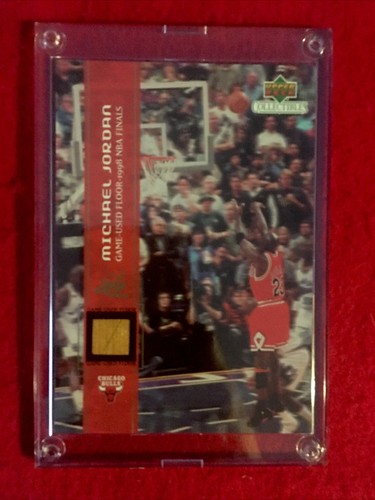 UPPER
DECK
COLLECTIBLES
MICHAEL JORDAN
GAME-USED FLOOR-1998 NBA FINALS
CHICAGO
BULLS
23